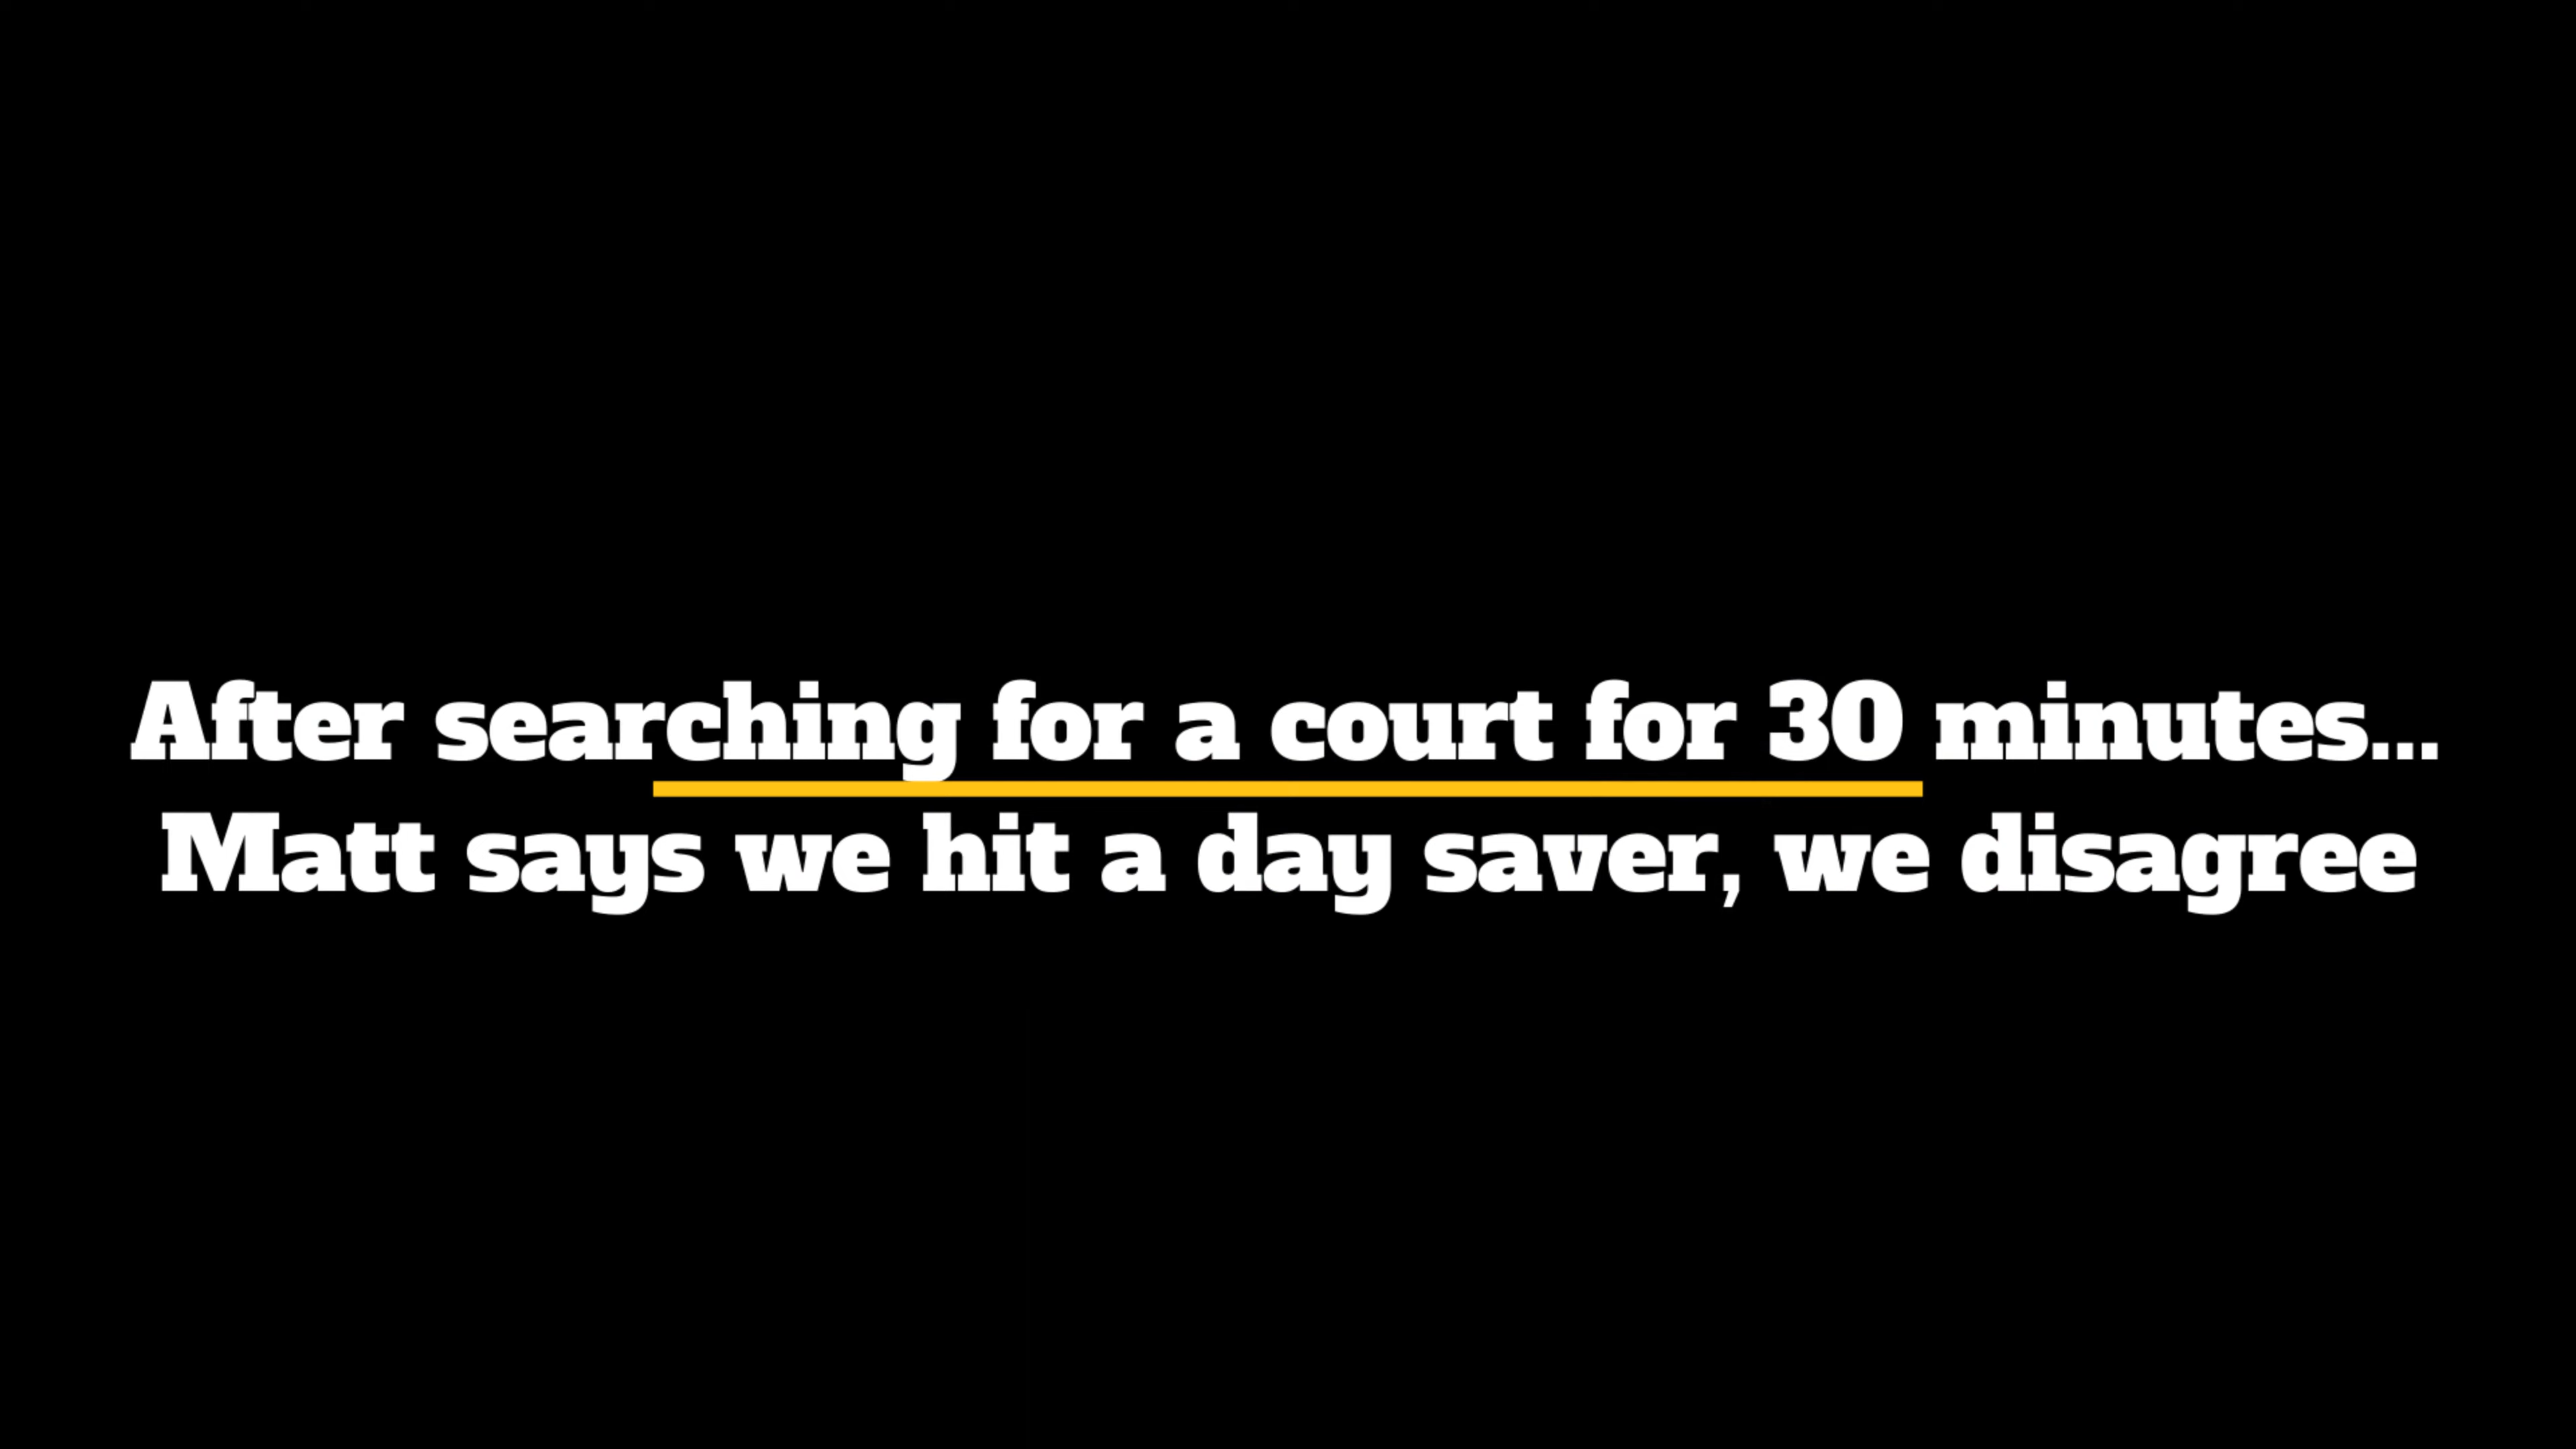 After searching for a court for 30 minutes...
Matt says we hit a day saver, we disagree